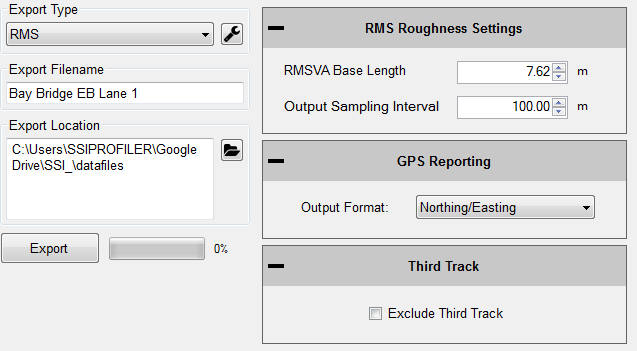 Export Type
RMS
Export Filename
Bay Bridge EB Lane 1
Export Location
C:\Users\SSIPROFILER\Google
Drive\SSI_\datafiles
Export
0%
RMS Roughness Settings
RMSVA Base Length 7.62 m
Output Sampling Interval 100.00 m
GPS Reporting
Output Format: Northing/Easting
Third Track
Exclude Third Track